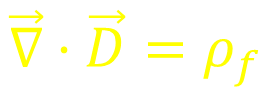 ∇⃗ · D⃗ = ρ_f